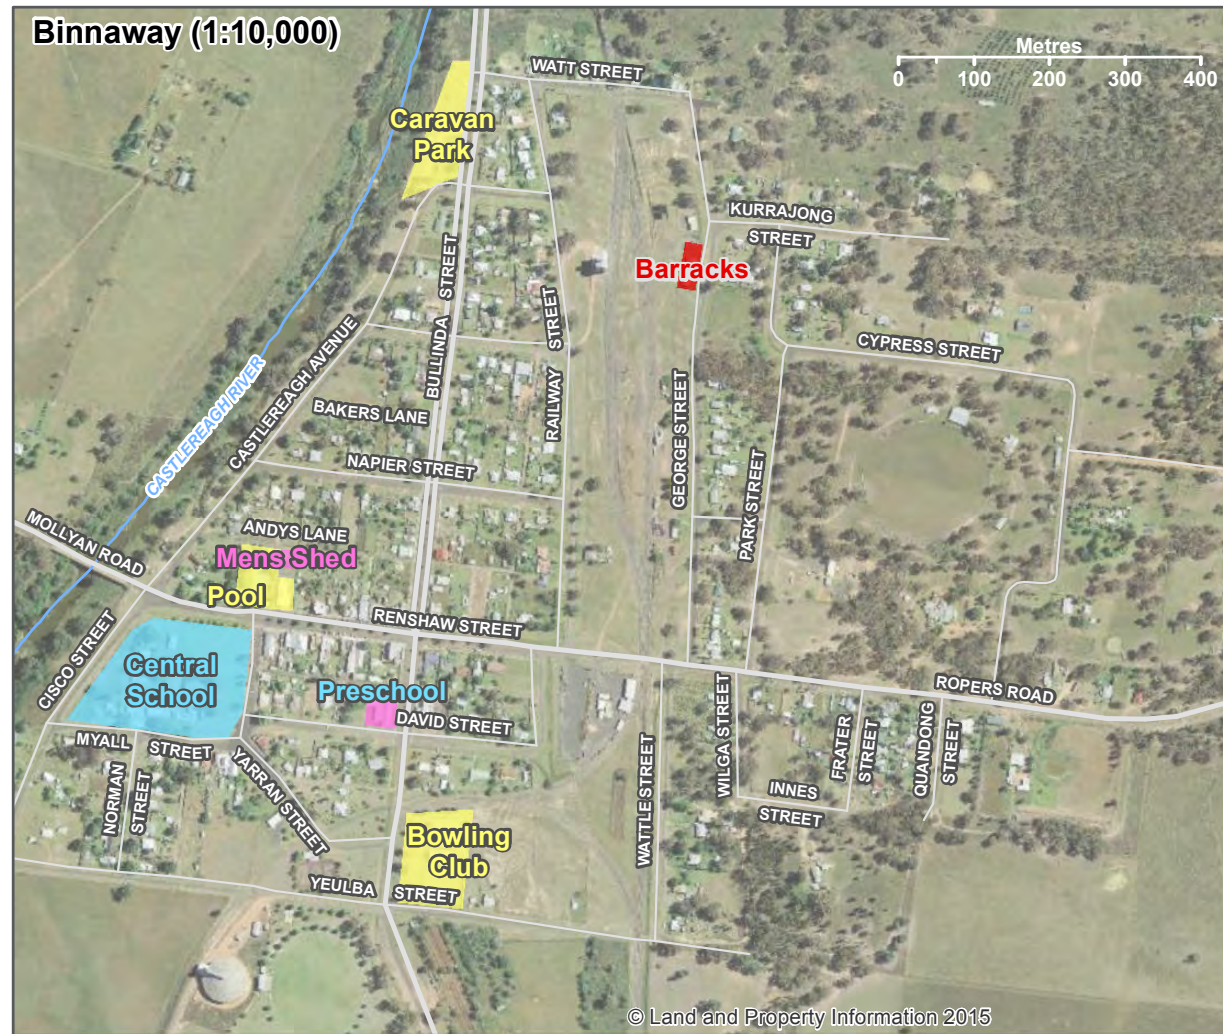 Binnaway (1:10,000)
Metres
0 100 200 300 400
WATT STREET
Caravan
Park
KURRAJONG
STREET
Barracks
BULLINDA STREET
RAILWAY STREET
CASTLEREAGH AVENUE
CASTLEREAGH RIVER
CYPRESS STREET
GEORGE STREET
BAKERS LANE
NAPIER STREET
PARK STREET
MOLLYAN ROAD
ANDYS LANE
Mens Shed
Pool
RENSHAW STREET
CISCO STREET
Central
School
Preschool
DAVID STREET
ROPERS ROAD
MYALL STREET
NORMAN
STREET
YARRAN STREET
WATTLE STREET
WILGA STREET
FRATER
STREET
QUANDONG
STREET
INNES
STREET
Bowling
Club
YEULBA STREET
© Land and Property Information 2015